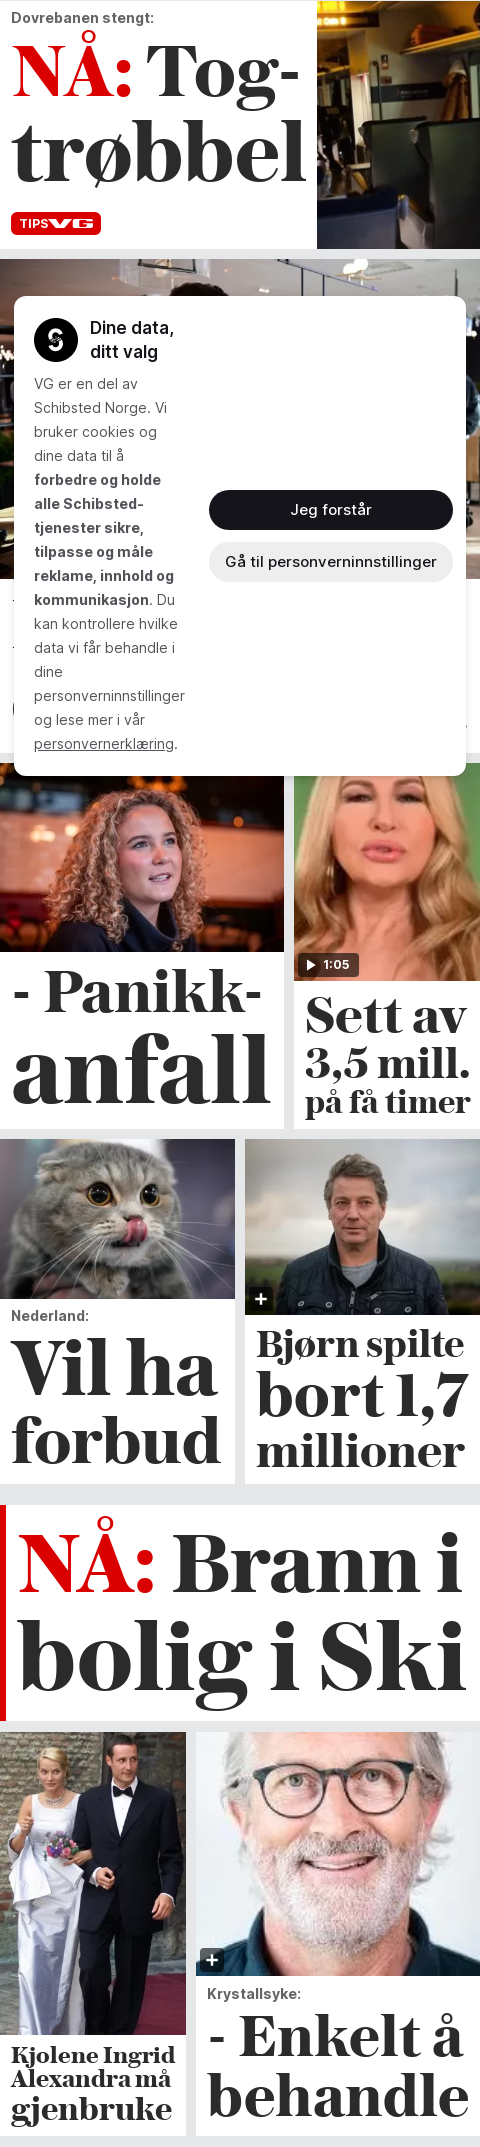 Dovrebanen stengt:
NÅ: Tog-
trøbbel
TIPS VG
Dine data,
ditt valg
VG er en del av
Schibsted Norge. Vi
bruker cookies og
dine data til å
forbedre og holde
alle Schibsted-
tjenester sikre,
tilpasse og måle
reklame, innhold og
kommunikasjon. Du
kan kontrollere hvilke
data vi får behandle i
dine
personverninnstillinger
og lese mer i vår
personvernerklæring.
Jeg forstår
Gå til personverninnstillinger
- Panikk-
anfall
1:05
Sett av
3,5 mill.
på få timer
Nederland:
Vil ha
forbud
Bjørn spilte
bort 1,7
millioner
NÅ: Brann i
bolig i Ski
Kjolene Ingrid
Alexandra må
gjenbruke
Krystallsyke:
- Enkelt å
behandle